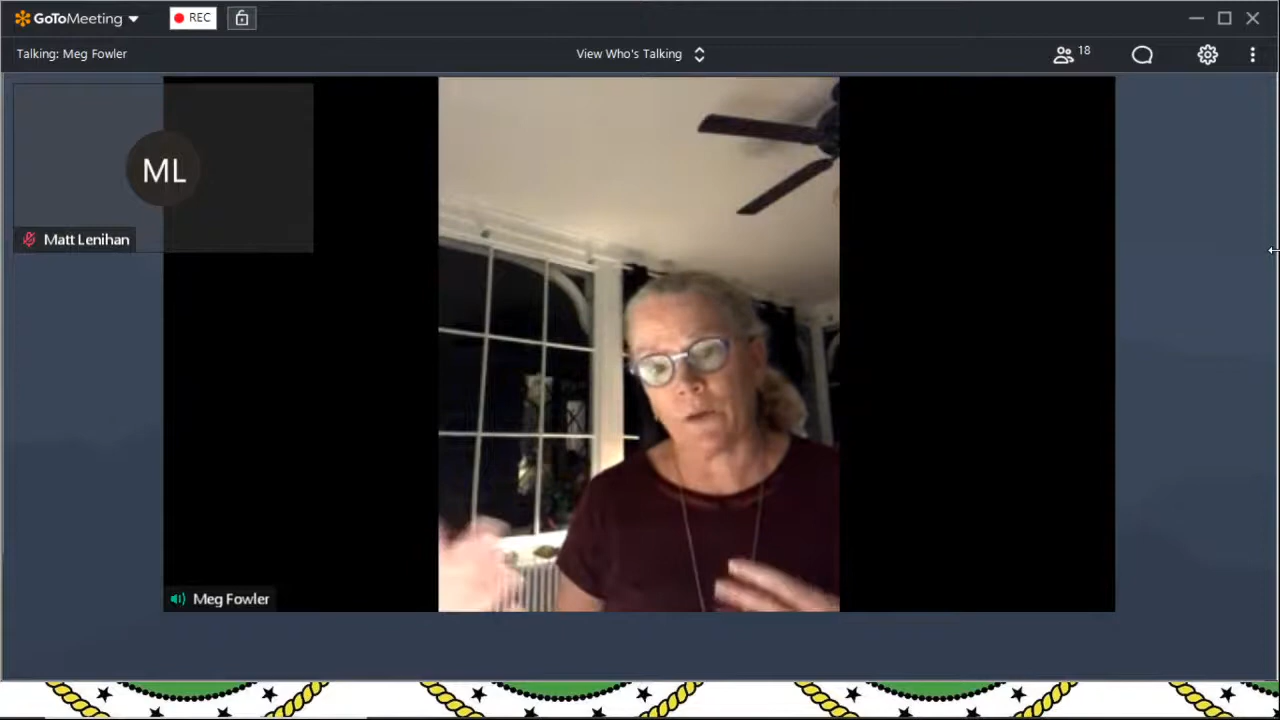 GoToMeeting
REC
Talking: Meg Fowler
View Who's Talking
18
ML
Matt Lenihan
Meg Fowler